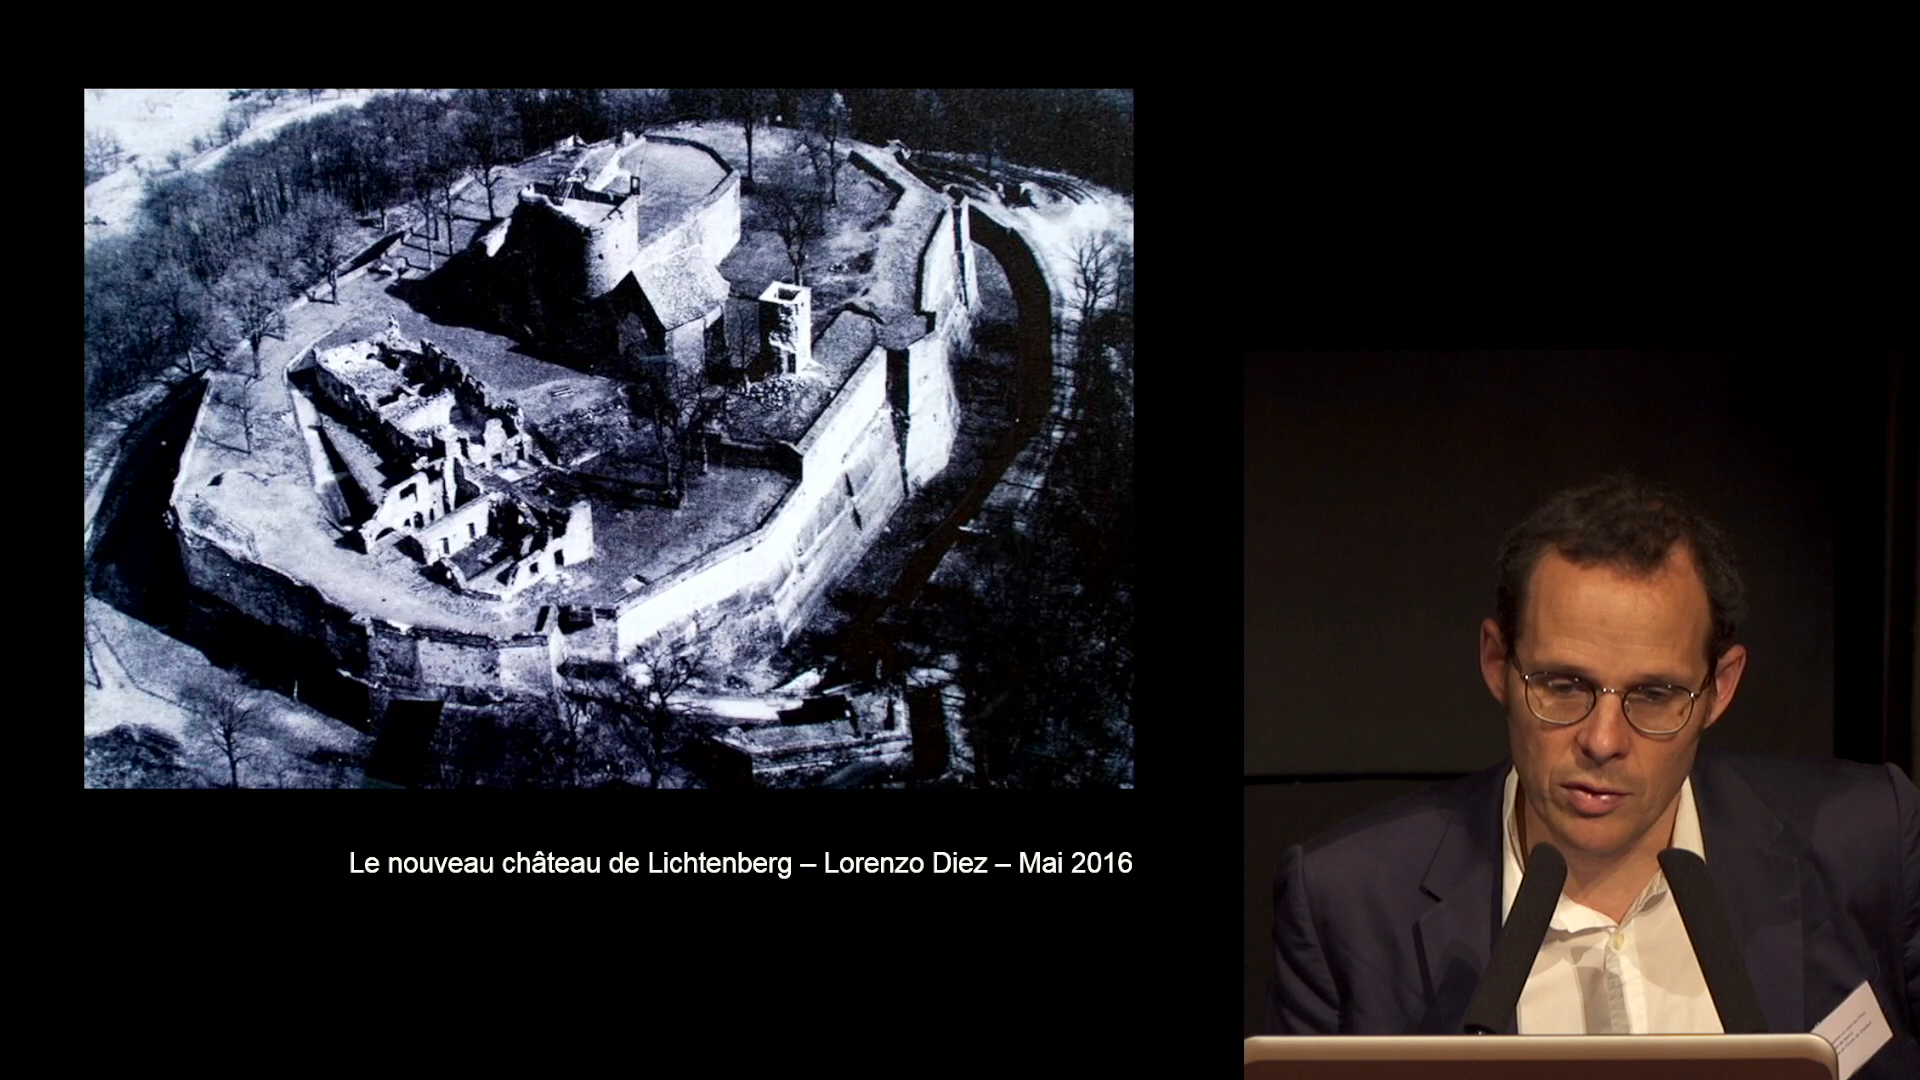 Le nouveau château de Lichtenberg – Lorenzo Diez – Mai 2016